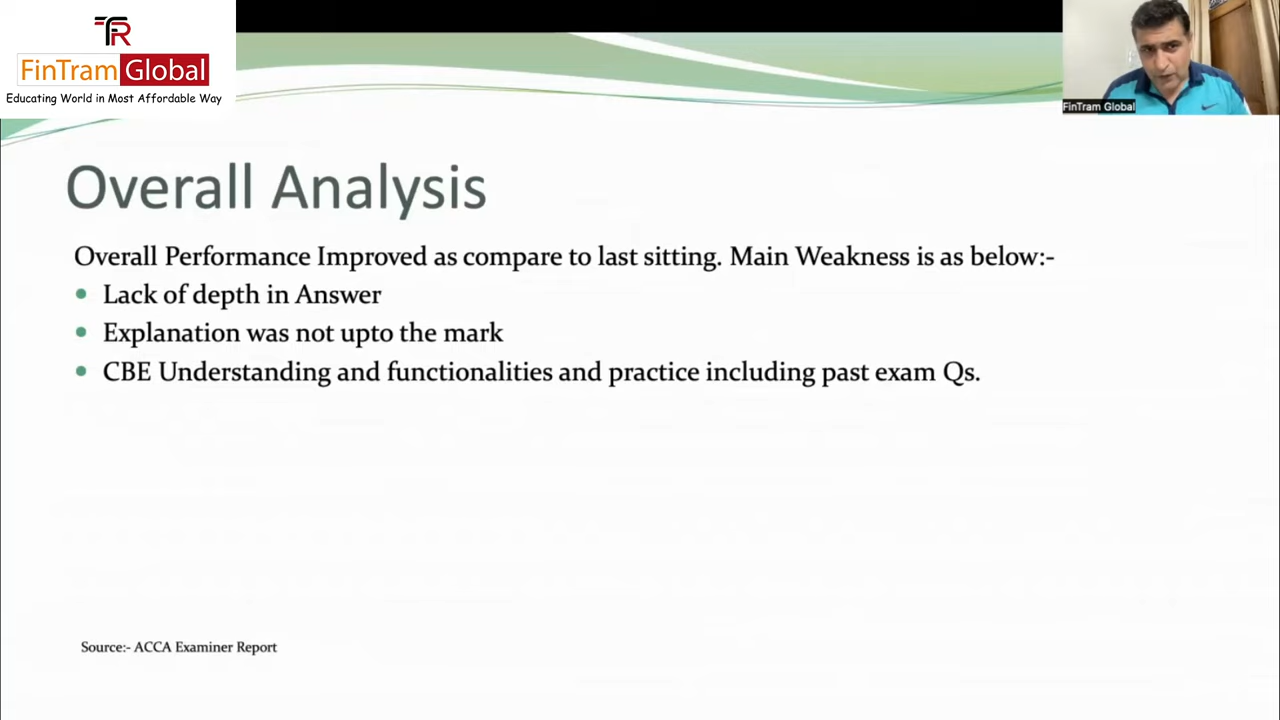 TR
FinTram Global
Educating World in Most Affordable Way
FinTram Global
Overall Analysis
Overall Performance Improved as compare to last sitting. Main Weakness is as below:-
Lack of depth in Answer
Explanation was not upto the mark
CBE Understanding and functionalities and practice including past exam Qs.
Source:- ACCA Examiner Report